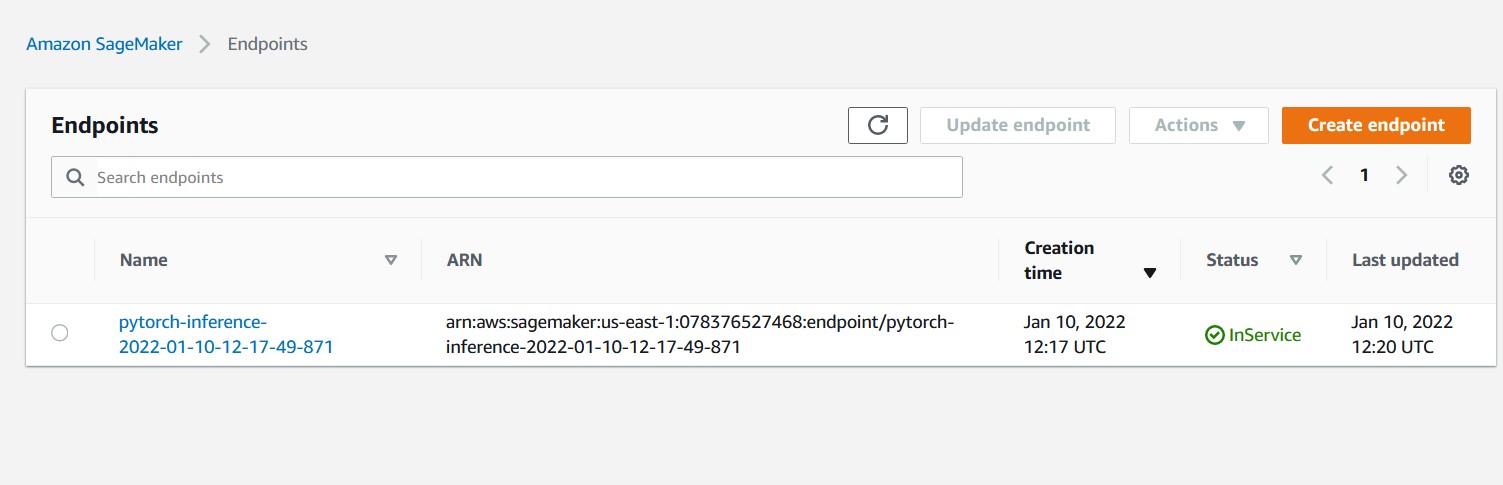 Amazon SageMaker > Endpoints
Endpoints
Update endpoint
Actions
Create endpoint
Search endpoints
1
Name
ARN
Creation
time
Status
Last updated
pytorch-inference-
2022-01-10-12-17-49-871
arn:aws:sagemaker:us-east-1:078376527468:endpoint/pytorch-
inference-2022-01-10-12-17-49-871
Jan 10, 2022
12:17 UTC
InService
Jan 10, 2022
12:20 UTC